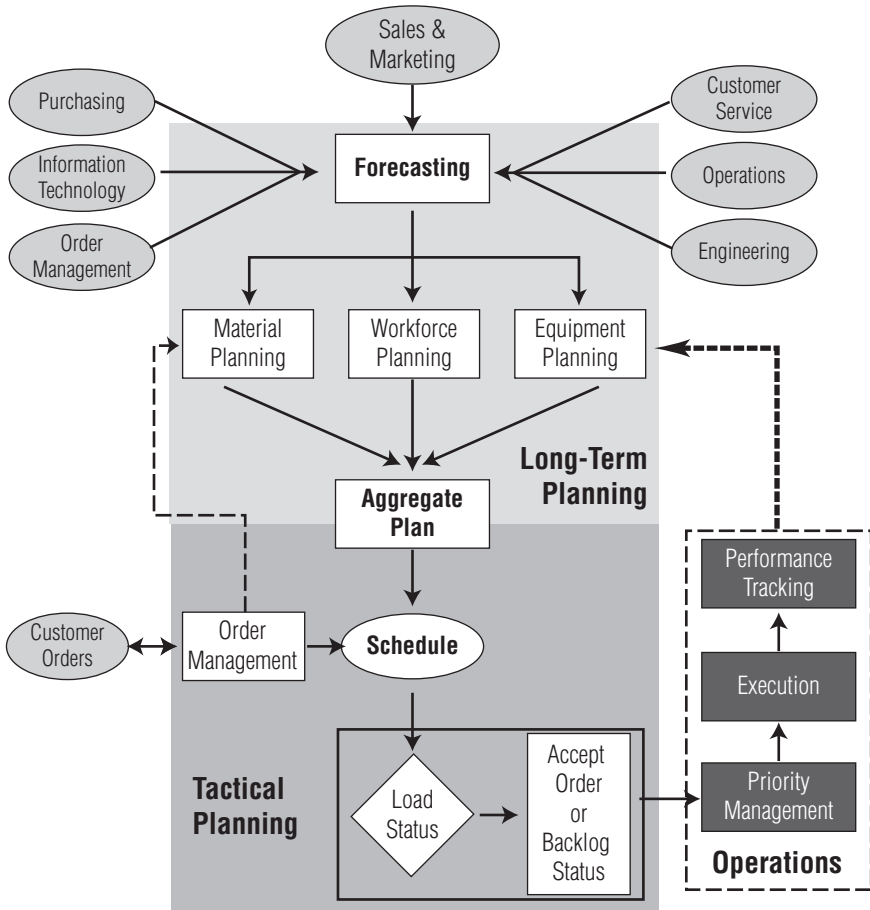 Sales &
Marketing
Purchasing
Customer
Service
Forecasting
Information
Technology
Operations
Order
Management
Engineering
Material
Planning
Workforce
Planning
Equipment
Planning
Long-Term
Planning
Aggregate
Plan
Performance
Tracking
Customer
Orders
Order
Management
Schedule
Execution
Tactical
Planning
Load
Status
Accept
Order
or
Backlog
Status
Priority
Management
Operations